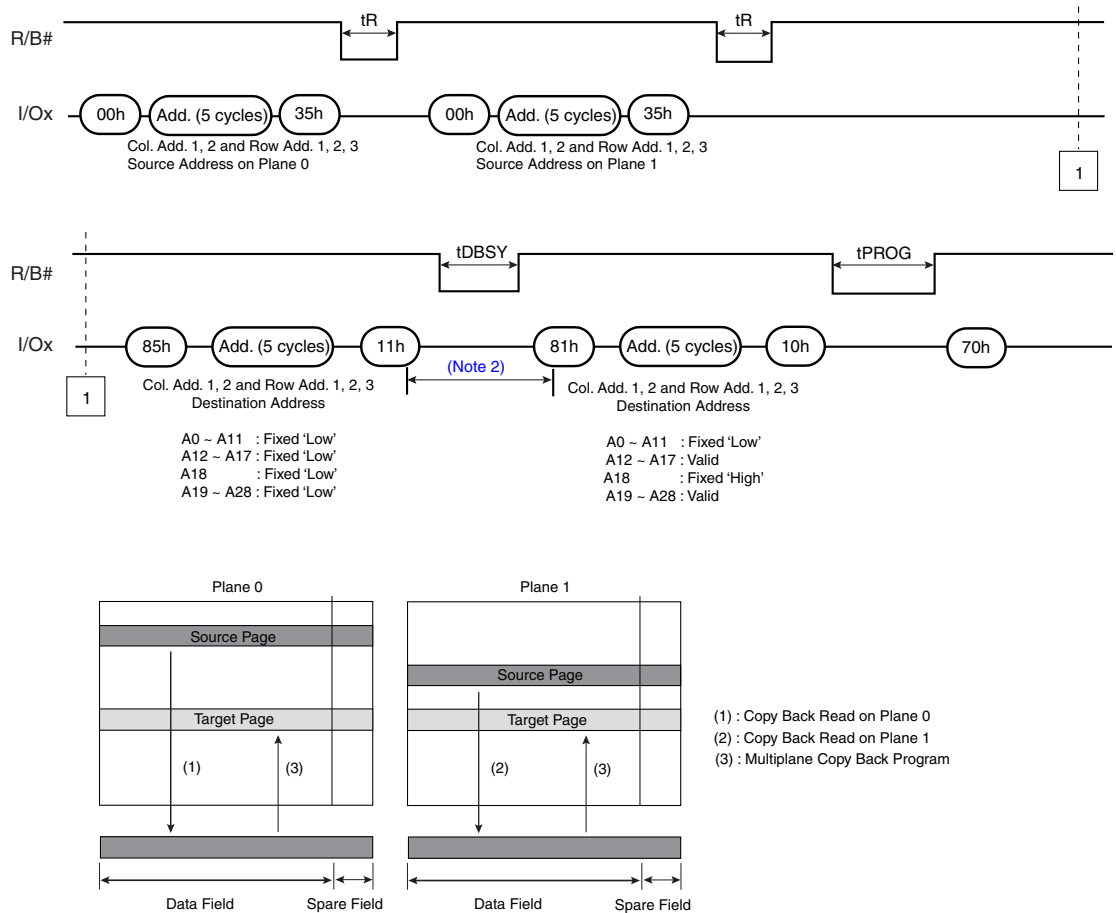 tR
tR
R/B#
I/Ox
00h
Add. (5 cycles)
35h
00h
Add. (5 cycles)
35h
Col. Add. 1, 2 and Row Add. 1, 2, 3
Source Address on Plane 0
Col. Add. 1, 2 and Row Add. 1, 2, 3
Source Address on Plane 1
1
tDBSY
tPROG
R/B#
I/Ox
85h
Add. (5 cycles)
11h
(Note 2)
81h
Add. (5 cycles)
10h
70h
1
Col. Add. 1, 2 and Row Add. 1, 2, 3
Destination Address
A0 ~ A11 : Fixed ‘Low’
A12 ~ A17 : Fixed ‘Low’
A18 : Fixed ‘Low’
A19 ~ A28 : Fixed ‘Low’
Col. Add. 1, 2 and Row Add. 1, 2, 3
Destination Address
A0 ~ A11 : Fixed ‘Low’
A12 ~ A17 : Valid
A18 : Fixed ‘High’
A19 ~ A28 : Valid
Plane 0
Source Page
Target Page
(1)
(3)
Data Field
Spare Field
Plane 1
Source Page
Target Page
(2)
(3)
Data Field
Spare Field
(1) : Copy Back Read on Plane 0
(2) : Copy Back Read on Plane 1
(3) : Multiplane Copy Back Program